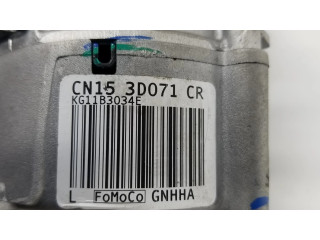 CN15 3D071 CR
KG11B3034E
L FoMoCo GNHHA